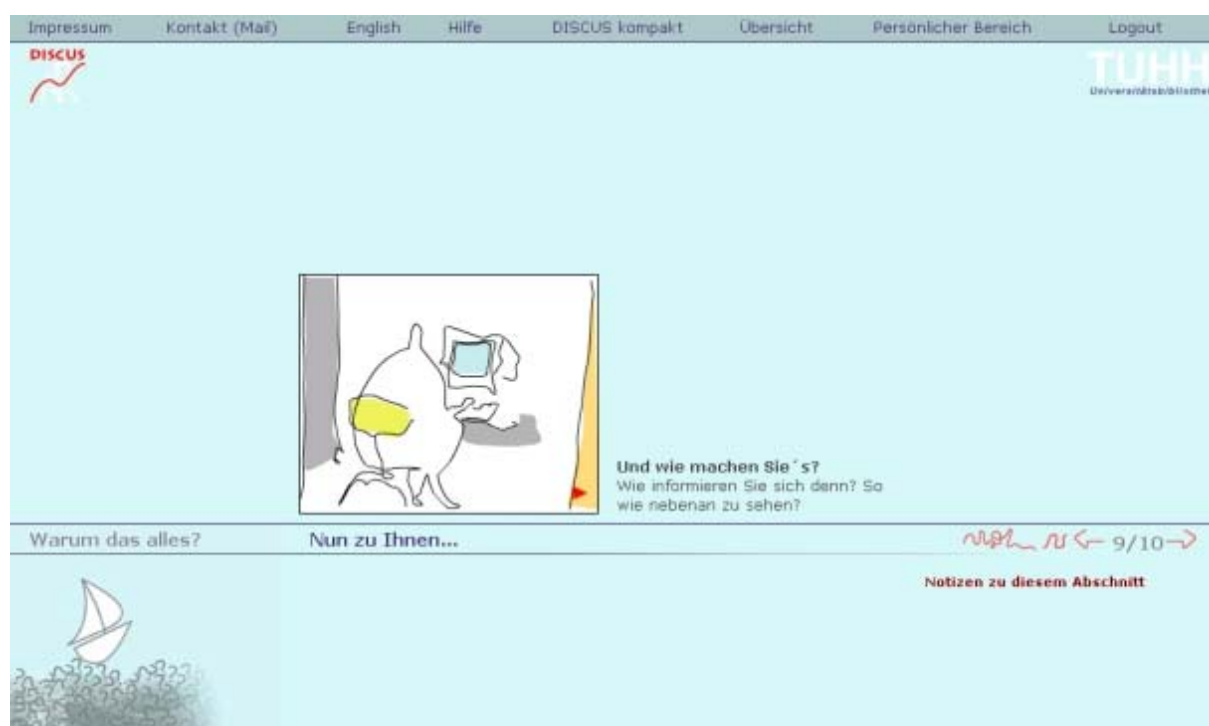 Impressum Kontakt (Mail) English Hilfe DISCUS kompakt Übersicht Persönlicher Bereich Logout
DISCUS
TUHH
Universitätsbibliothek
Und wie machen Sie´s?
Wie informieren Sie sich denn? So
wie nebenan zu sehen?
Warum das alles? Nun zu Ihnen... 9/10
Notizen zu diesem Abschnitt